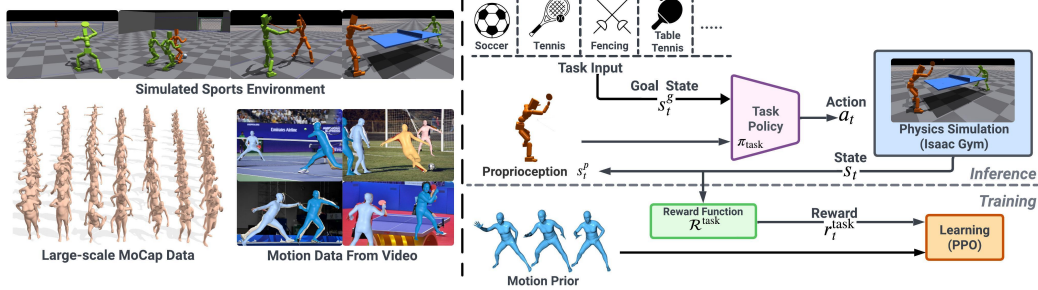 Simulated Sports Environment
Large-scale MoCap Data
Motion Data From Video
Soccer
Tennis
Fencing
Table
Tennis
......
Task Input
Goal State
s_t^g
Task
Policy
π_task
Action
a_t
Physics Simulation
(Isaac Gym)
Proprioception s_t^p
State
s_t
Inference
Training
Reward Function
R^task
Reward
r_t^task
Learning
(PPO)
Motion Prior